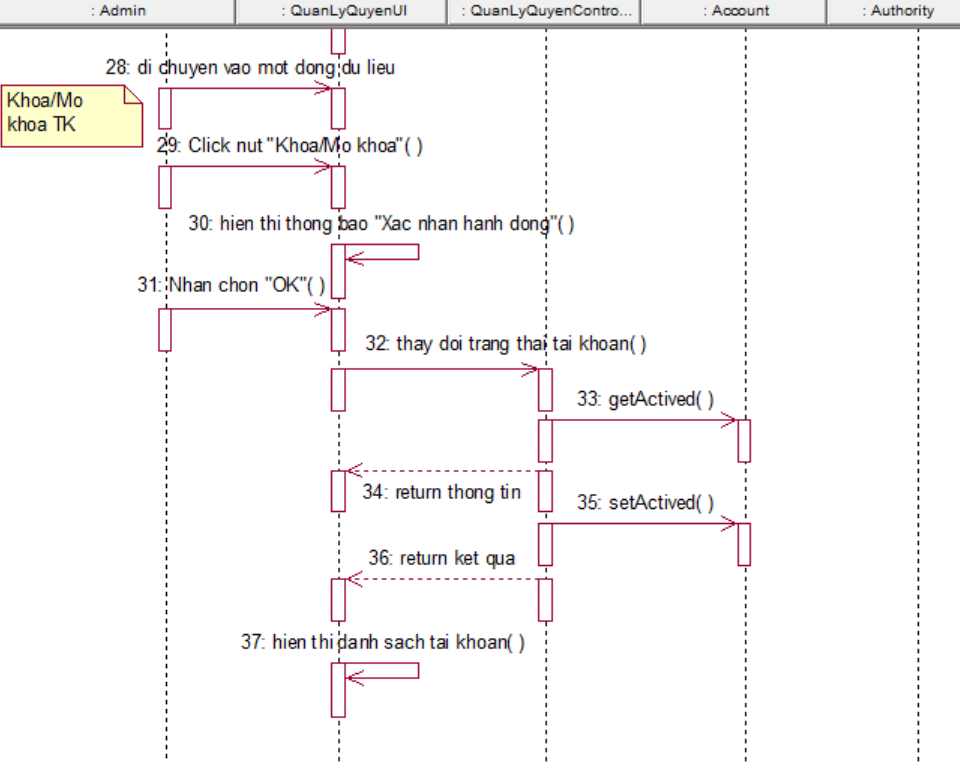 : Admin
: QuanLyQuyenUI
: QuanLyQuyenContro...
: Account
: Authority
28: di chuyen vao mot dong du lieu
Khoa/Mo
khoa TK
29: Click nut "Khoa/Mo khoa"( )
30: hien thi thong bao "Xac nhan hanh dong"( )
31: Nhan chon "OK"( )
32: thay doi trang thai tai khoan( )
33: getActived( )
34: return thong tin
35: setActived( )
36: return ket qua
37: hien thi danh sach tai khoan( )